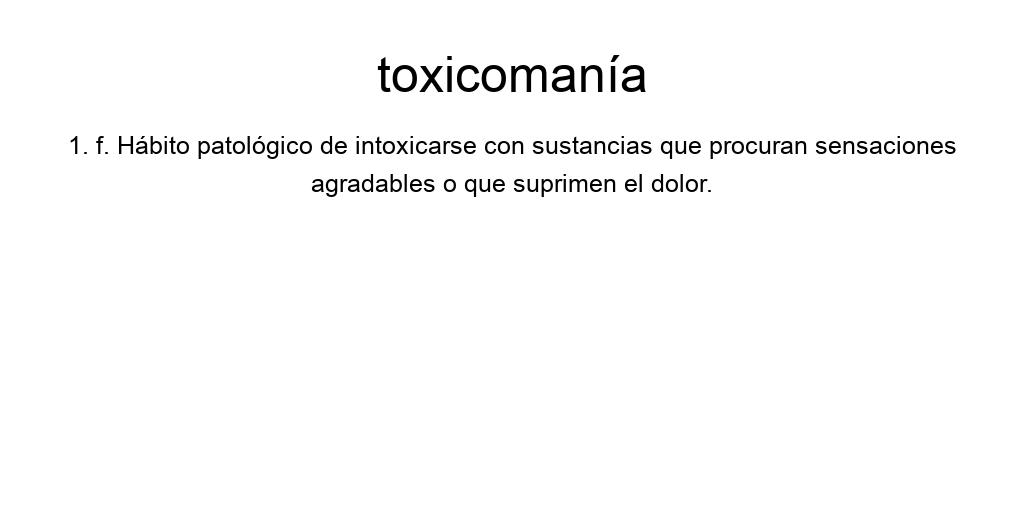 toxicomanía
1. f. Hábito patológico de intoxicarse con sustancias que procuran sensaciones
agradables o que suprimen el dolor.